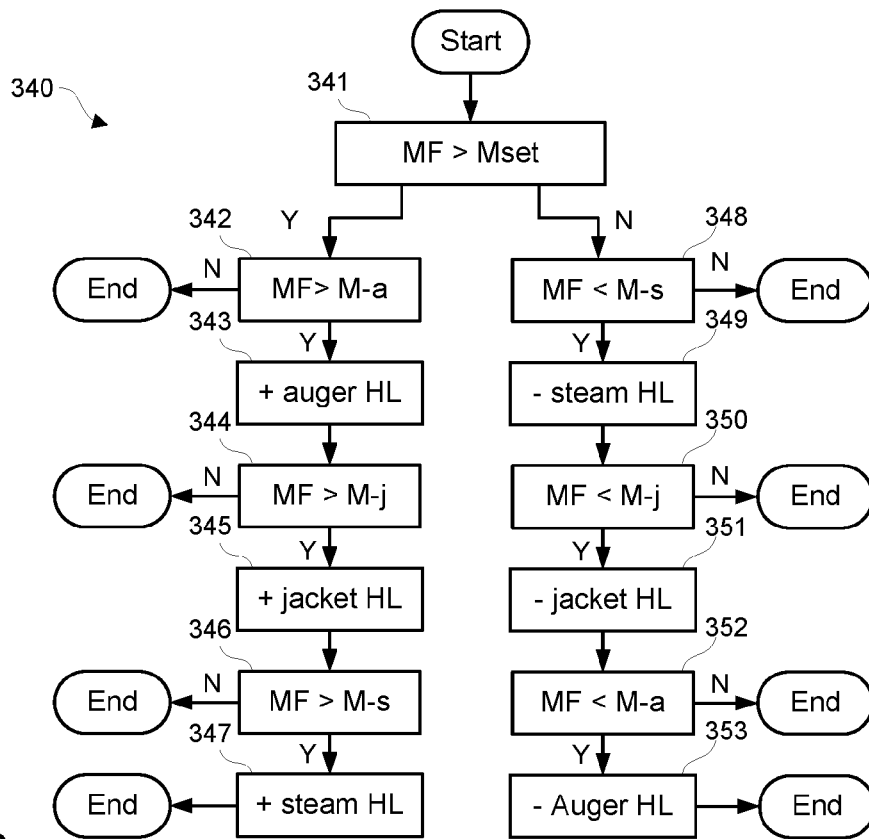 Start
340
341
MF > Mset
342
Y
N
348
End
N
MF> M-a
MF < M-s
N
End
343
Y
Y
349
+ auger HL
- steam HL
344
350
End
N
MF > M-j
MF < M-j
N
End
345
Y
Y
351
+ jacket HL
- jacket HL
346
352
End
N
MF > M-s
MF < M-a
N
End
347
Y
Y
353
End
+ steam HL
- Auger HL
End